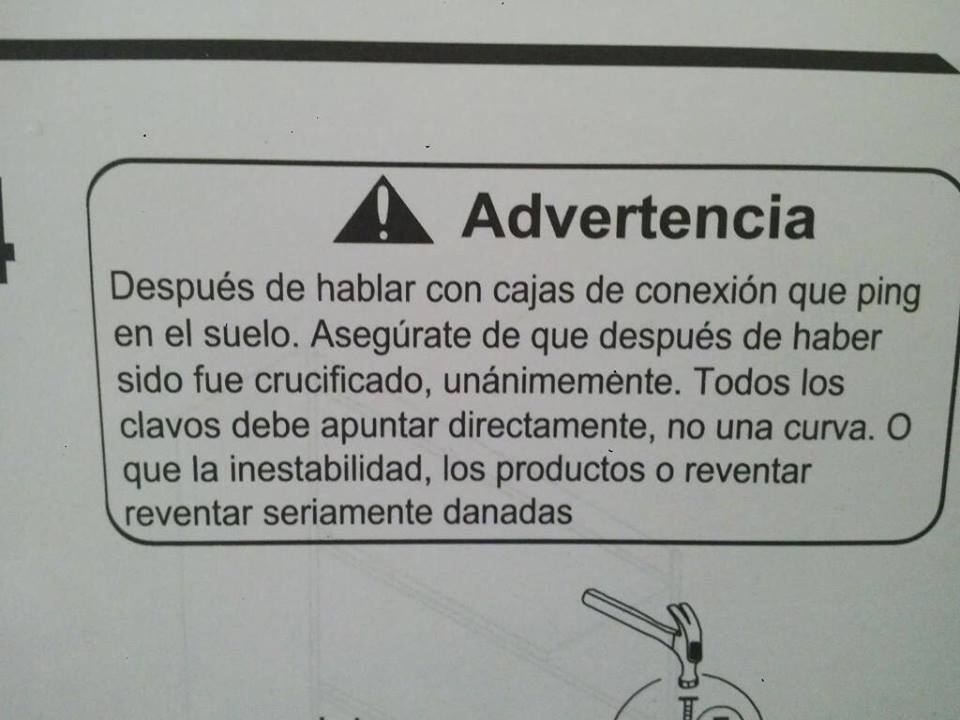 4
Advertencia
Después de hablar con cajas de conexión que ping
en el suelo. Asegúrate de que después de haber
sido fue crucificado, unánimemente. Todos los
clavos debe apuntar directamente, no una curva. O
que la inestabilidad, los productos o reventar
reventar seriamente danadas